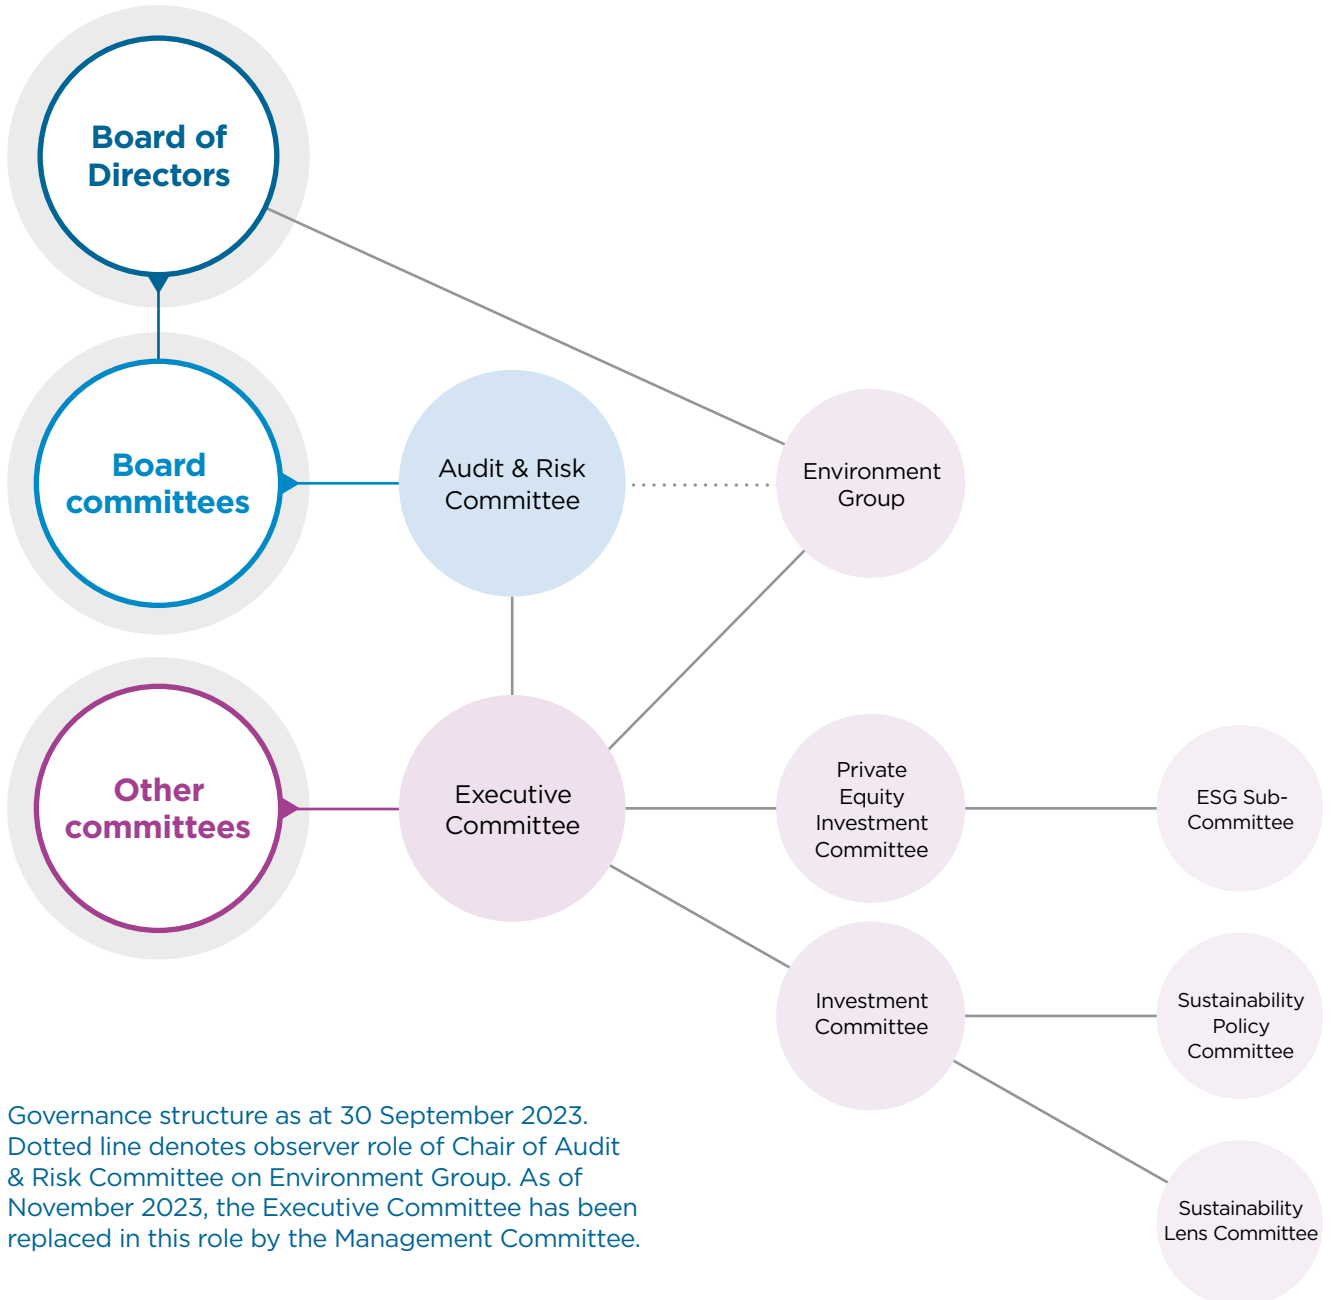 Board of
Directors
Board
committees
Audit & Risk
Committee
Environment
Group
Other
committees
Executive
Committee
Private
Equity
Investment
Committee
ESG Sub-
Committee
Investment
Committee
Sustainability
Policy
Committee
Sustainability
Lens Committee
Governance structure as at 30 September 2023.
Dotted line denotes observer role of Chair of Audit
& Risk Committee on Environment Group. As of
November 2023, the Executive Committee has been
replaced in this role by the Management Committee.